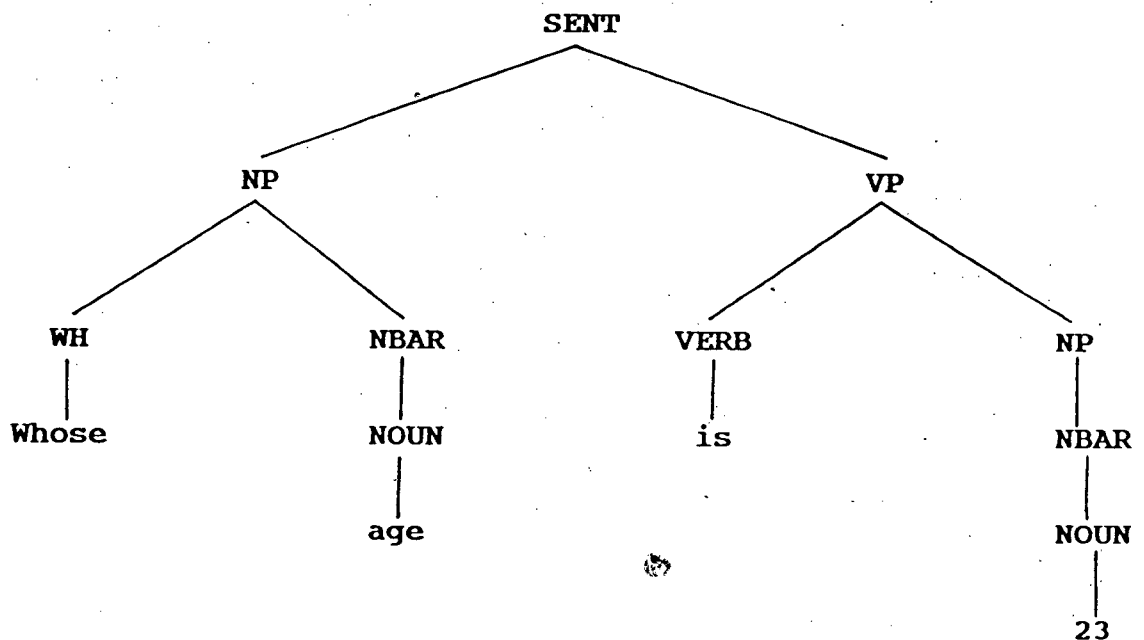 SENT
NP VP
WH NBAR VERB NP
Whose NOUN is NBAR
age NOUN
23